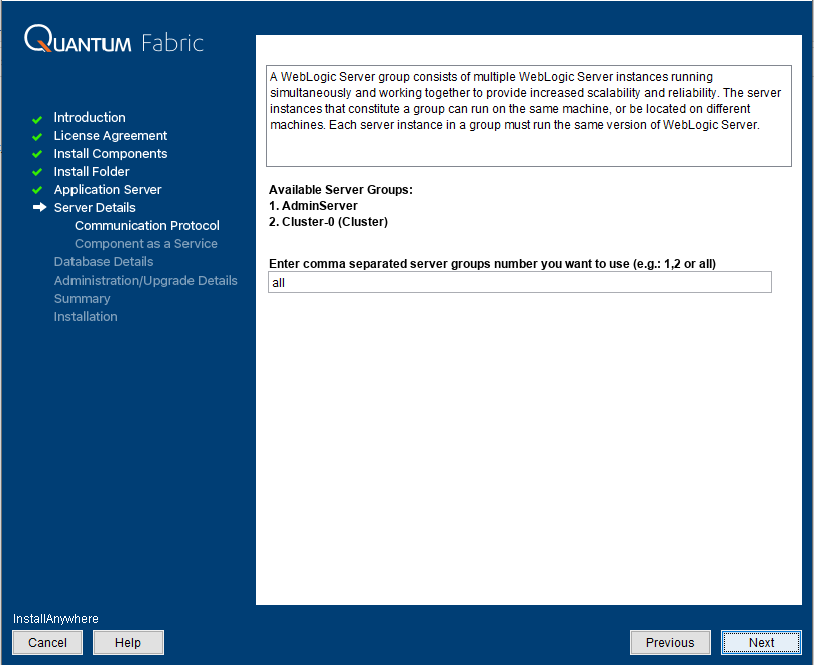 QUANTUM Fabric
Introduction
License Agreement
Install Components
Install Folder
Application Server
Server Details
Communication Protocol
Component as a Service
Database Details
Administration/Upgrade Details
Summary
Installation
A WebLogic Server group consists of multiple WebLogic Server instances running
simultaneously and working together to provide increased scalability and reliability. The server
instances that constitute a group can run on the same machine, or be located on different
machines. Each server instance in a group must run the same version of WebLogic Server.
Available Server Groups:
1. AdminServer
2. Cluster-0 (Cluster)
Enter comma separated server groups number you want to use (e.g.: 1,2 or all)
all
InstallAnywhere
Cancel
Help
Previous
Next